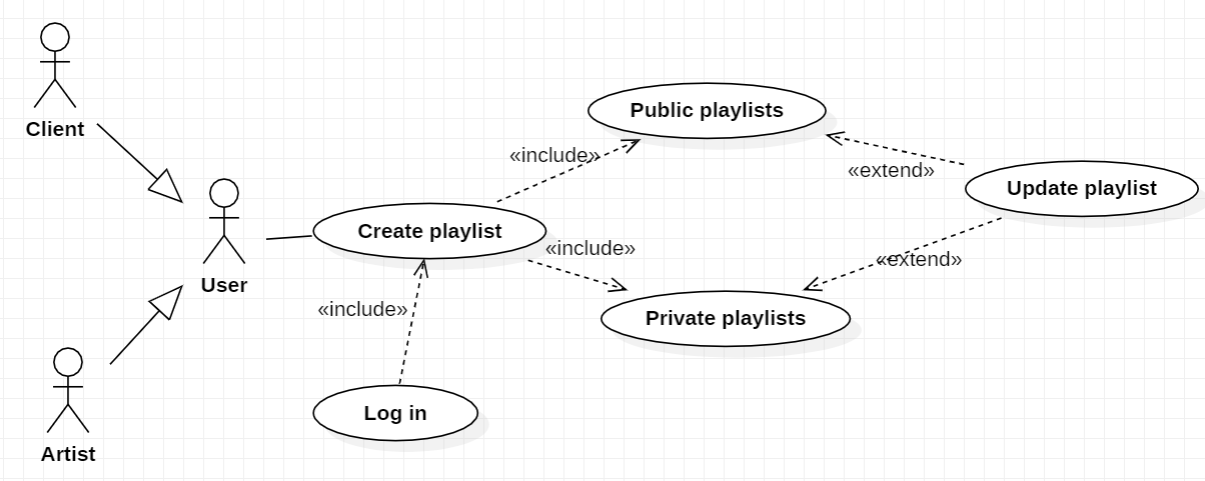 Client
Public playlists
«include»
«extend»
Update playlist
Create playlist
«include»
«extend»
User
«include»
Private playlists
Log in
Artist